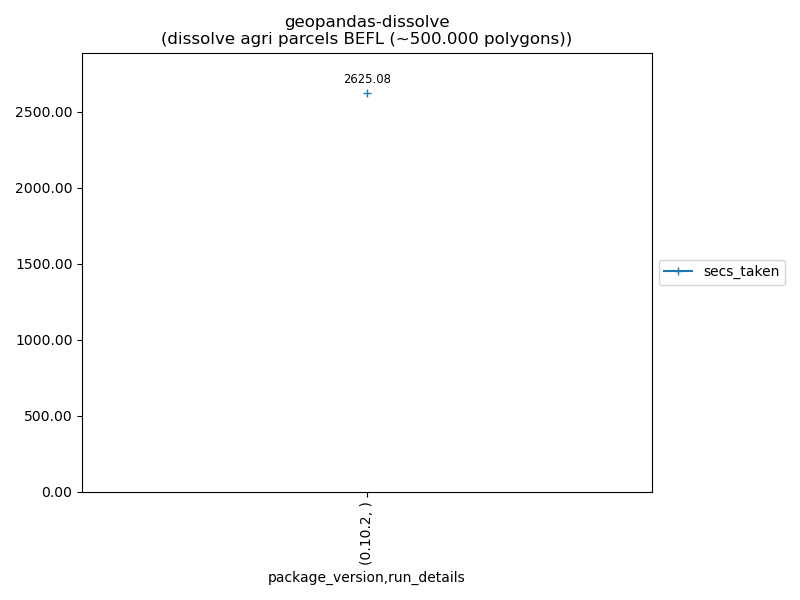 geopandas-dissolve
(dissolve agri parcels BEFL (~500.000 polygons))
2625.08
2500.00
2000.00
1500.00
1000.00
500.00
0.00
secs_taken
(0.10.2, )
package_version,run_details